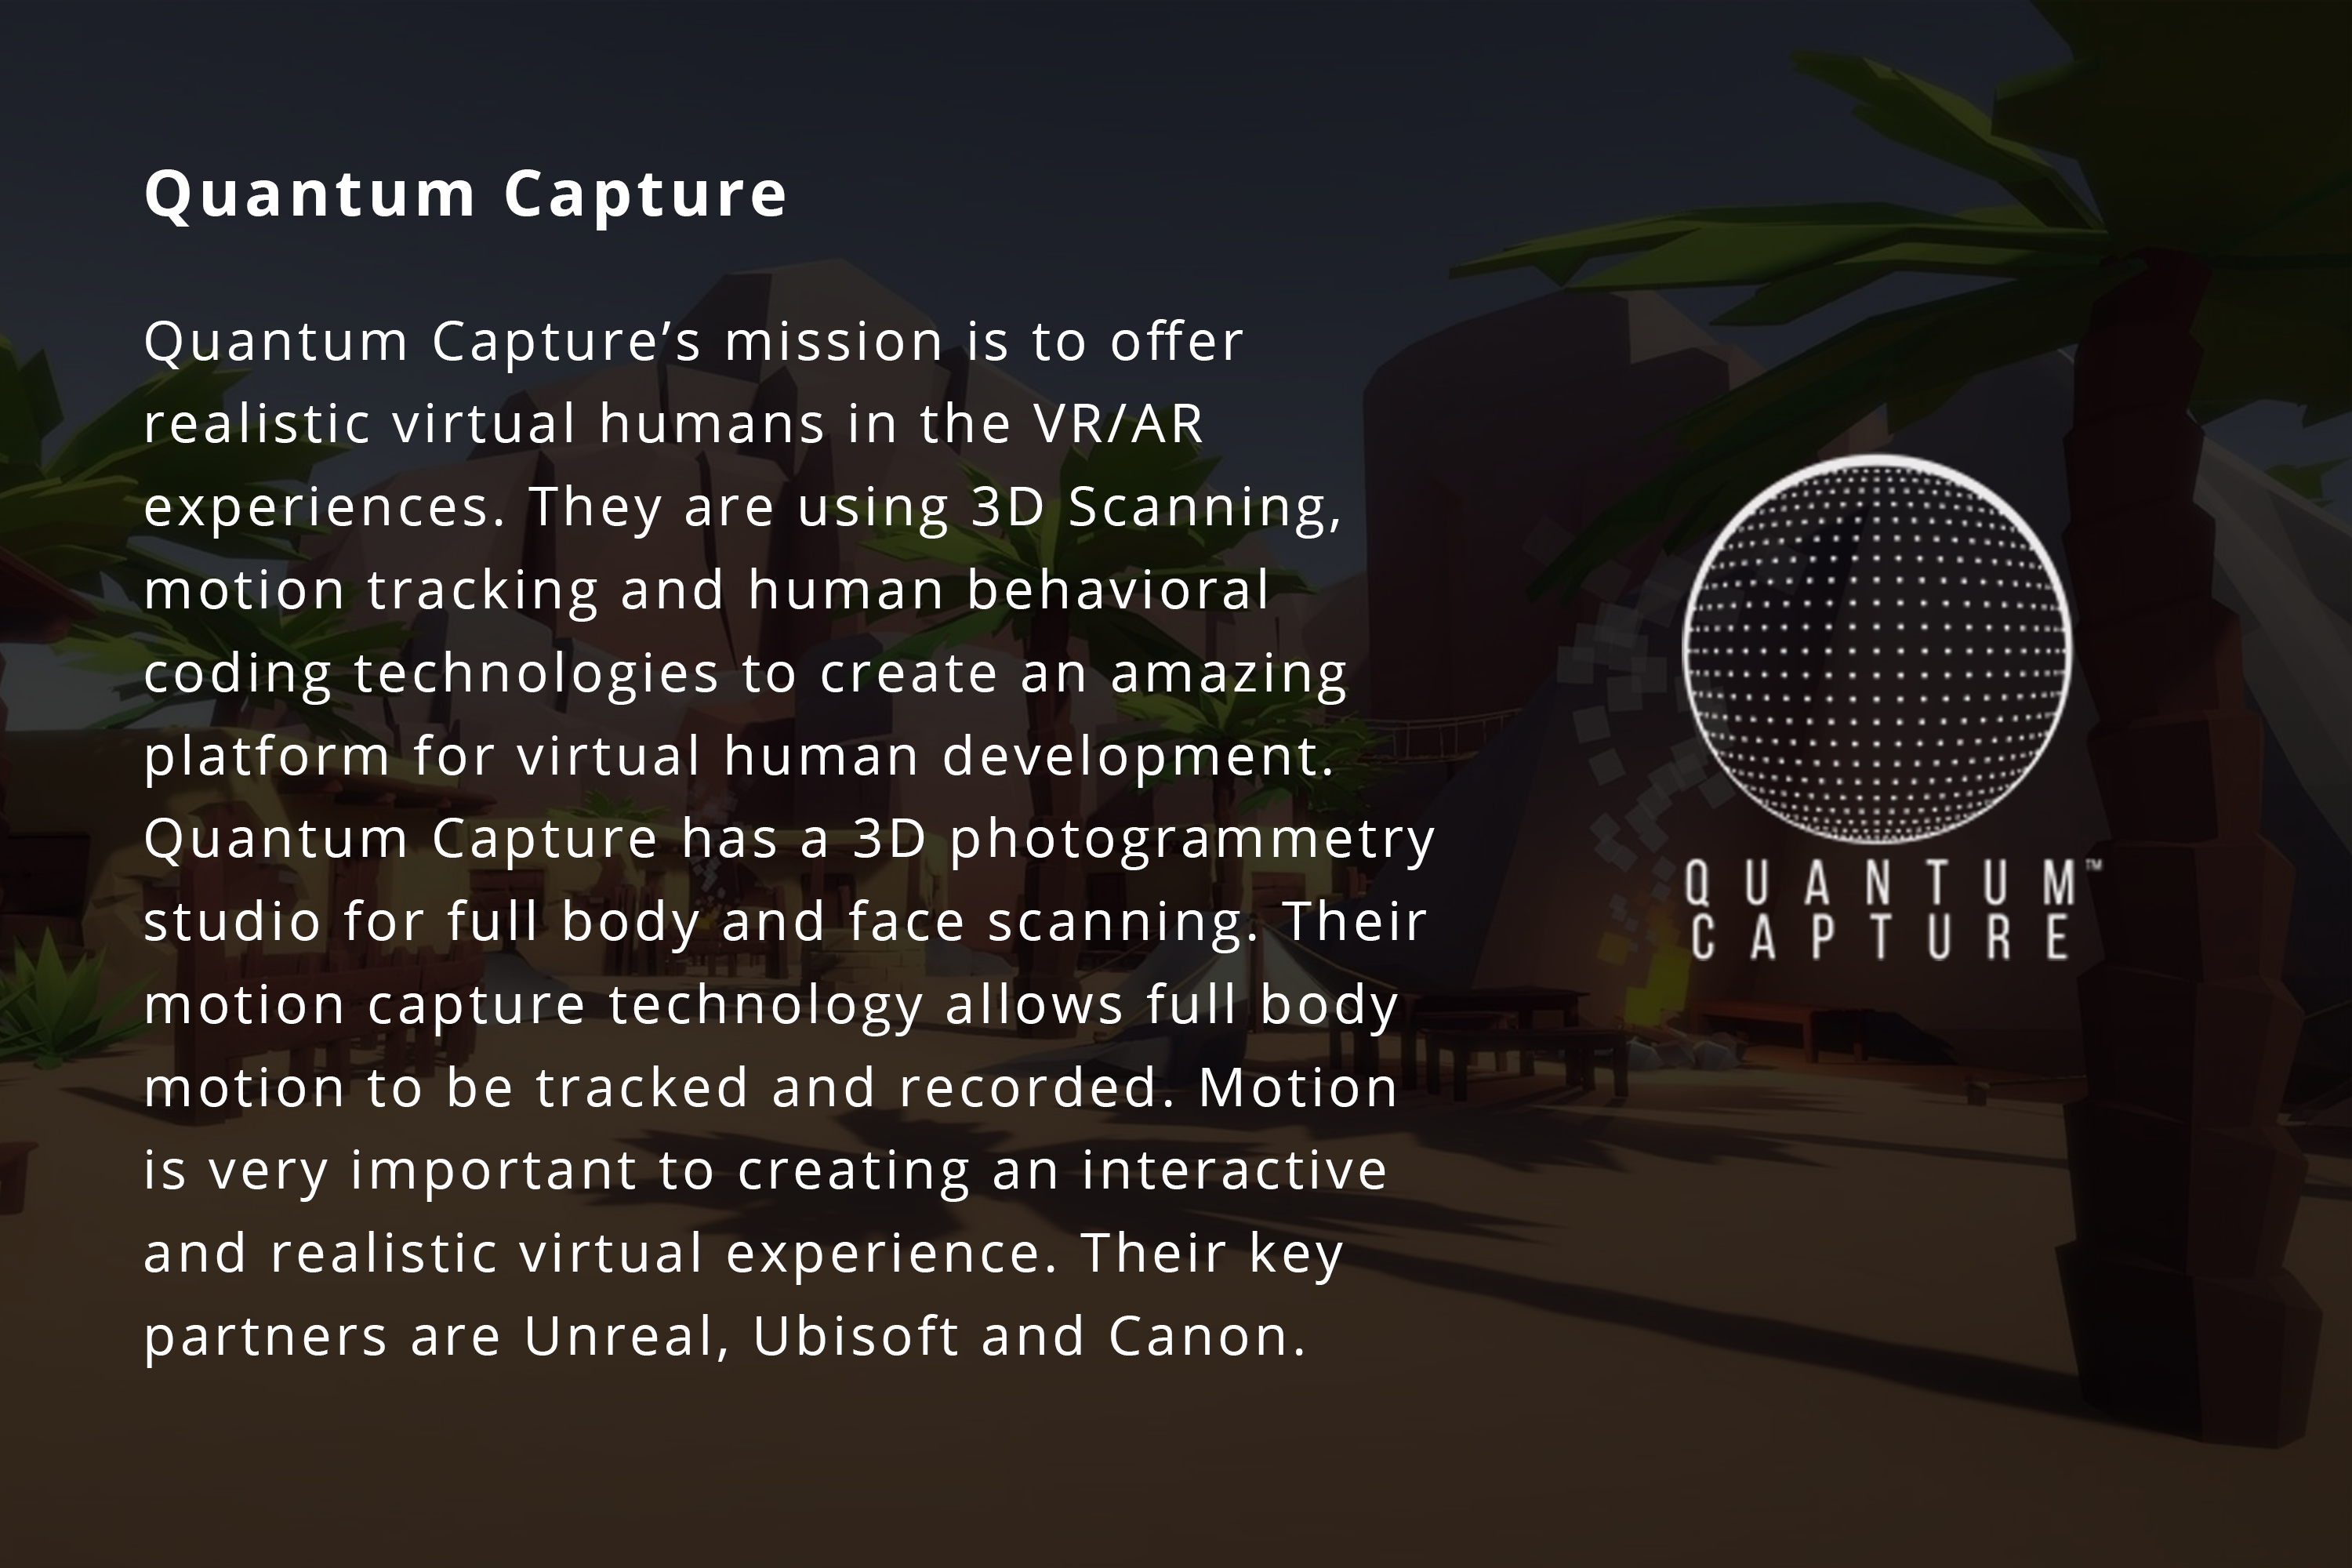 Quantum Capture
Quantum Capture’s mission is to offer
realistic virtual humans in the VR/AR
experiences. They are using 3D Scanning,
motion tracking and human behavioral
coding technologies to create an amazing
platform for virtual human development.
Quantum Capture has a 3D photogrammetry
studio for full body and face scanning. Their
motion capture technology allows full body
motion to be tracked and recorded. Motion
is very important to creating an interactive
and realistic virtual experience. Their key
partners are Unreal, Ubisoft and Canon.
QUANTUM™
CAPTURE